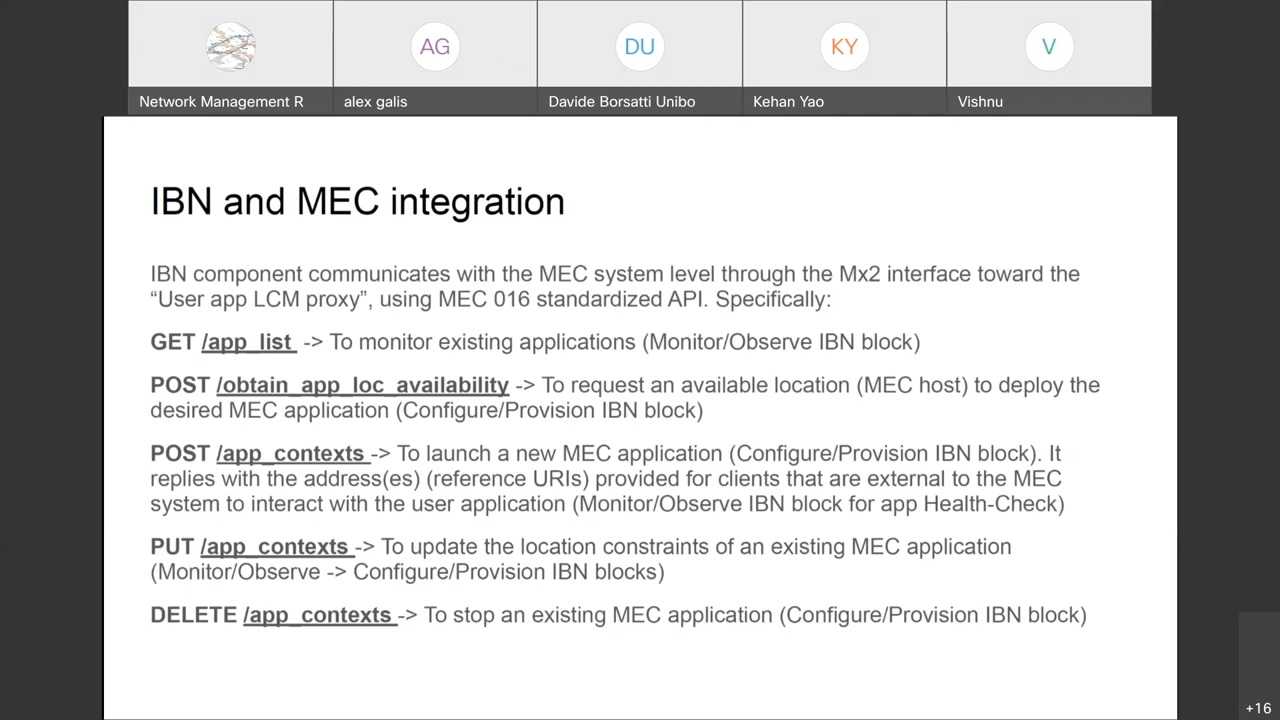 AG
DU
KY
V
Network Management R
alex galis
Davide Borsatti Unibo
Kehan Yao
Vishnu
IBN and MEC integration
IBN component communicates with the MEC system level through the Mx2 interface toward the
“User app LCM proxy”, using MEC 016 standardized API. Specifically:
GET /app_list -> To monitor existing applications (Monitor/Observe IBN block)
POST /obtain_app_loc_availability -> To request an available location (MEC host) to deploy the
desired MEC application (Configure/Provision IBN block)
POST /app_contexts -> To launch a new MEC application (Configure/Provision IBN block). It
replies with the address(es) (reference URIs) provided for clients that are external to the MEC
system to interact with the user application (Monitor/Observe IBN block for app Health-Check)
PUT /app_contexts -> To update the location constraints of an existing MEC application
(Monitor/Observe -> Configure/Provision IBN blocks)
DELETE /app_contexts -> To stop an existing MEC application (Configure/Provision IBN block)
+16